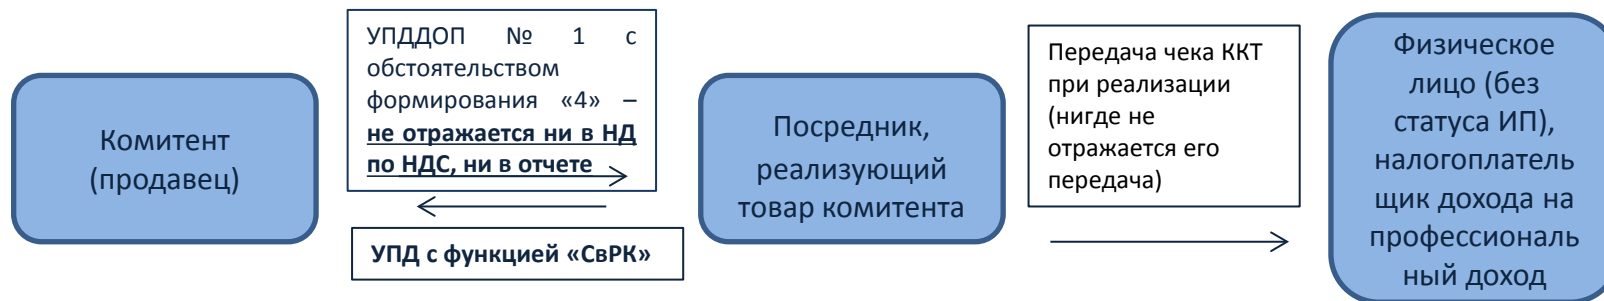 Комитент
(продавец)
УПДДОП № 1 с
обстоятельством
формирования «4» –
не отражается ни в НД
по НДС, ни в отчете
УПД с функцией «СвРК»
Посредник,
реализующий
товар комитента
Передача чека ККТ
при реализации
(нигде не
отражается его
передача)
Физическое
лицо (без
статуса ИП),
налогоплатель
щик дохода на
профессиональ
ный доход